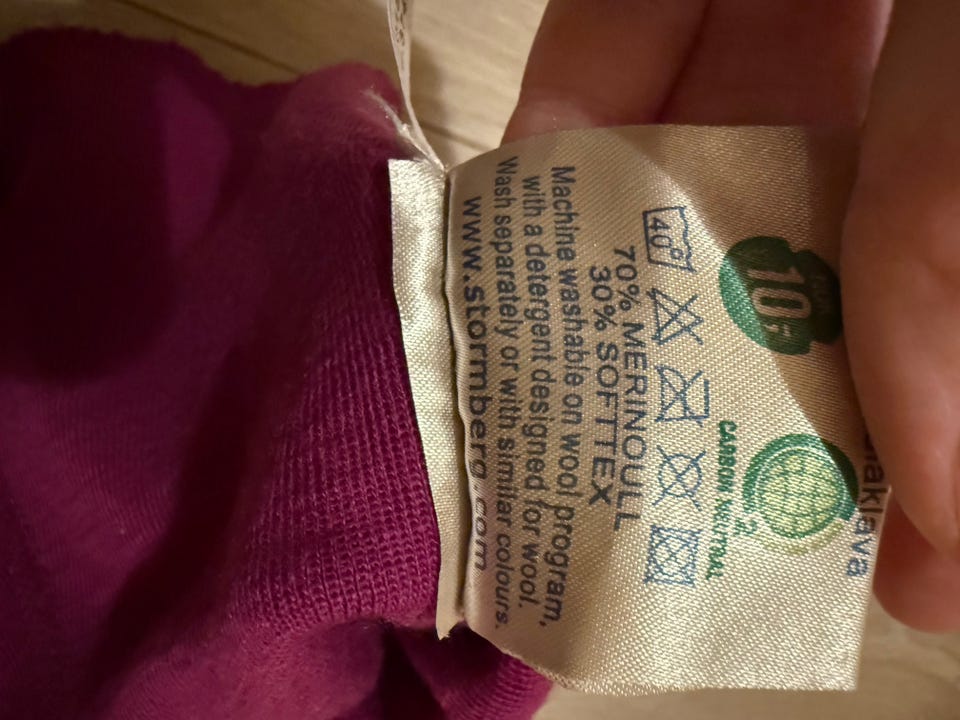 laklava
10,-
CARBON NEUTRAL
40°
70% MERINOULL
30% SOFTTEX
Machine washable on wool program,
with a detergent designed for wool.
Wash separately or with similar colours.
www.stormberg.com